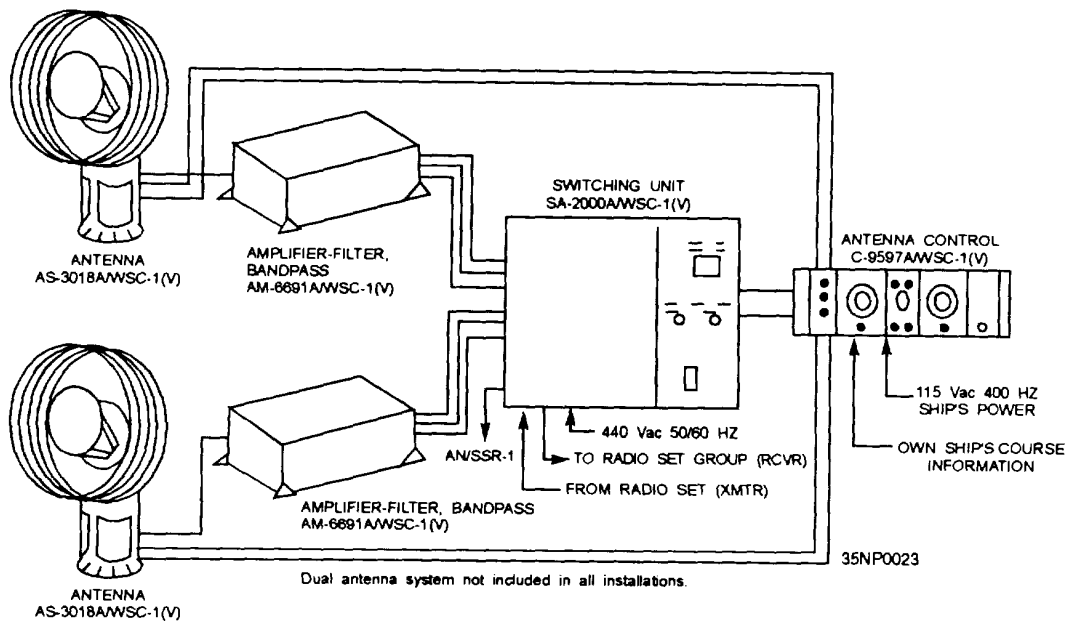 ANTENNA
AS-3018A/WSC-1(V)
AMPLIFIER-FILTER,
BANDPASS
AM-6691A/WSC-1(V)
SWITCHING UNIT
SA-2000A/WSC-1(V)
ANTENNA CONTROL
C-9597A/WSC-1(V)
115 Vac 400 HZ
SHIP'S POWER
OWN SHIP'S COURSE
INFORMATION
440 Vac 50/60 HZ
AN/SSR-1
TO RADIO SET GROUP (RCVR)
FROM RADIO SET (XMTR)
AMPLIFIER-FILTER, BANDPASS
AM-6691A/WSC-1(V)
35NP0023
Dual antenna system not included in all installations.
ANTENNA
AS-3018A/WSC-1(V)